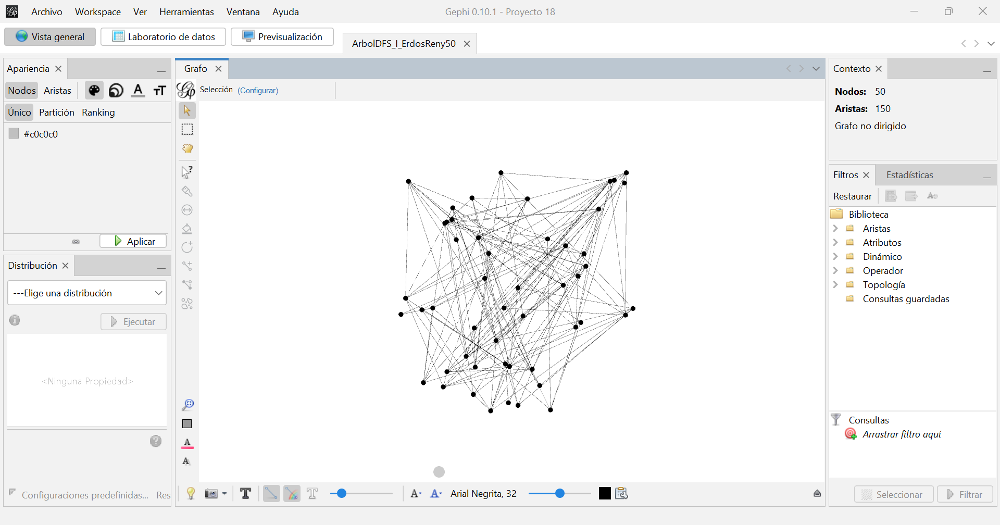 Archivo Workspace Ver Herramientas Ventana Ayuda
Gephi 0.10.1 - Proyecto 18
Vista general
Laboratorio de datos
Previsualización
ArbolDFS_I_ErdosReny50
Apariencia
Nodos Aristas
Único Partición Ranking
#c0c0c0
Aplicar
Distribución
---Elige una distribución
Ejecutar
<Ninguna Propiedad>
Configuraciones predefinidas... Res
Grafo
Selección (Configurar)
Arial Negrita, 32
Contexto
Nodos: 50
Aristas: 150
Grafo no dirigido
Filtros Estadísticas
Restaurar
Biblioteca
Aristas
Atributos
Dinámico
Operador
Topología
Consultas guardadas
Consultas
Arrastrar filtro aquí
Seleccionar Filtrar